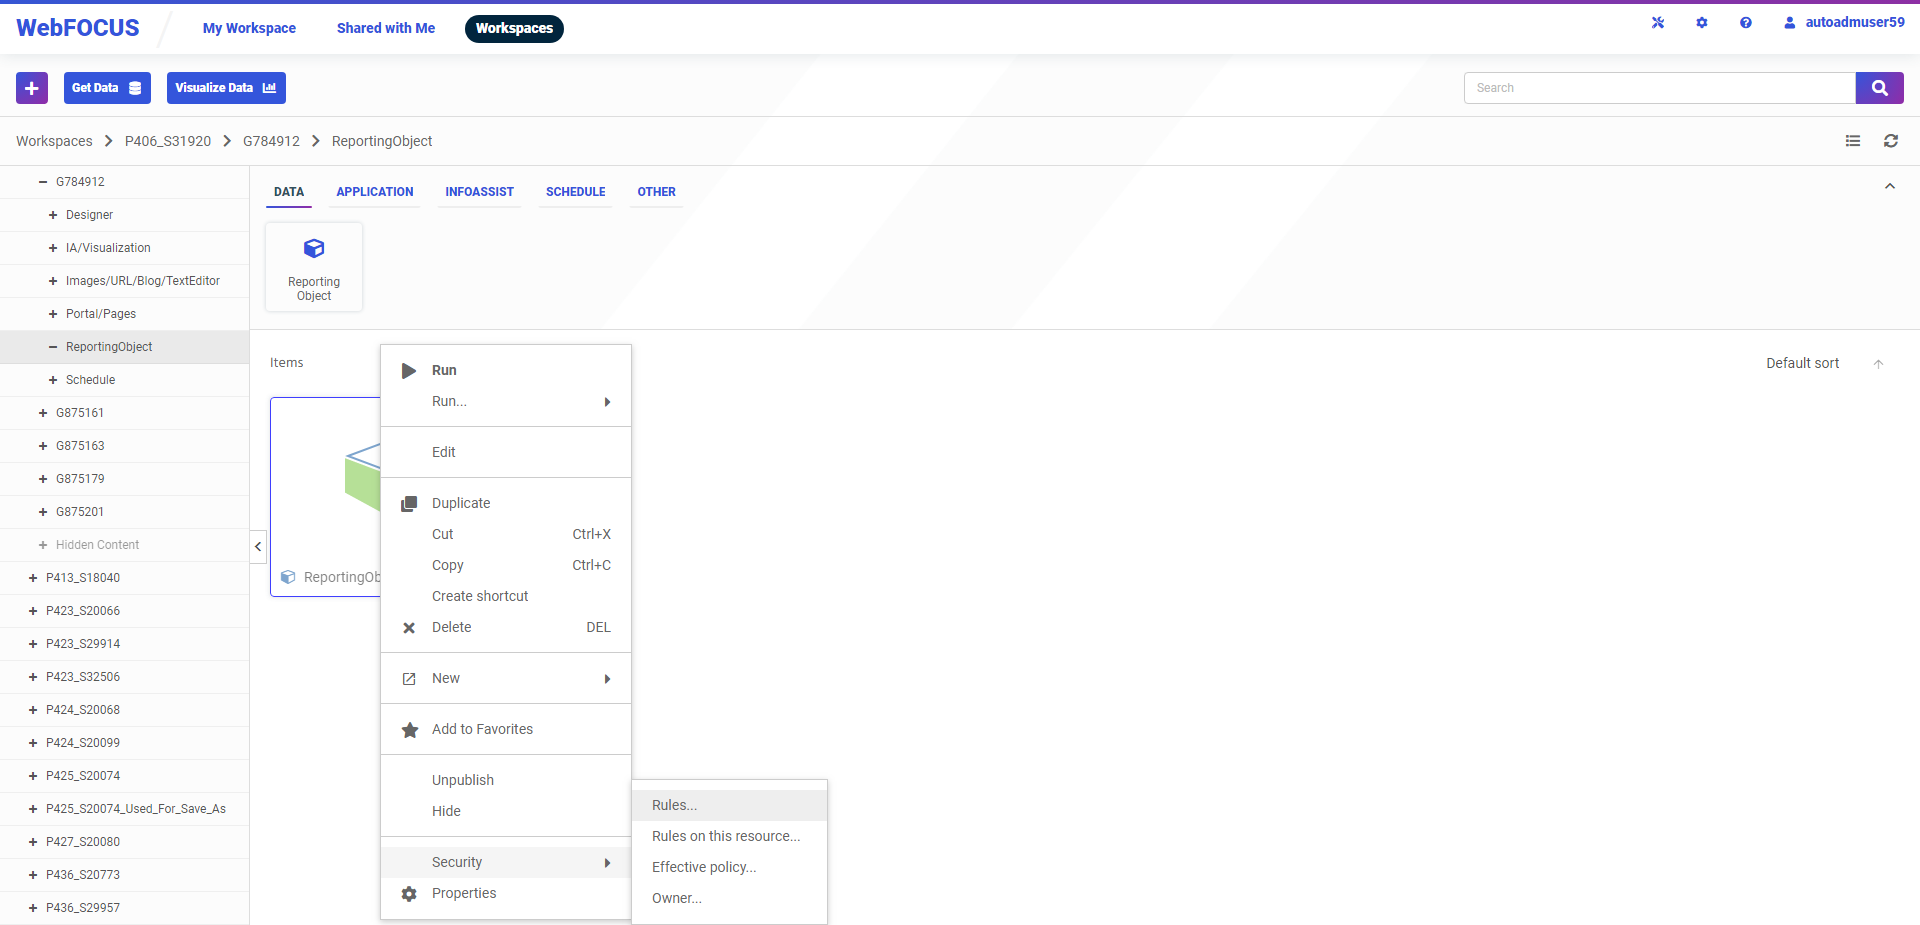 WebFOCUS
My Workspace
Shared with Me
Workspaces
autoadmuser59
Get Data
Visualize Data
Search
Workspaces
P406_S31920
G784912
ReportingObject
G784912
Designer
IA/Visualization
Images/URL/Blog/TextEditor
Portal/Pages
ReportingObject
Schedule
G875161
G875163
G875179
G875201
Hidden Content
P413_S18040
P423_S20066
P423_S29914
P423_S32506
P424_S20068
P424_S20099
P425_S20074
P425_S20074_Used_For_Save_As
P427_S20080
P436_S20773
P436_S29957
DATA
APPLICATION
INFOASSIST
SCHEDULE
OTHER
Reporting
Object
Items
Default sort
ReportingOb
Run
Run...
Edit
Duplicate
Cut Ctrl+X
Copy Ctrl+C
Create shortcut
Delete DEL
New
Add to Favorites
Unpublish
Hide
Security
Properties
Rules...
Rules on this resource...
Effective policy...
Owner...